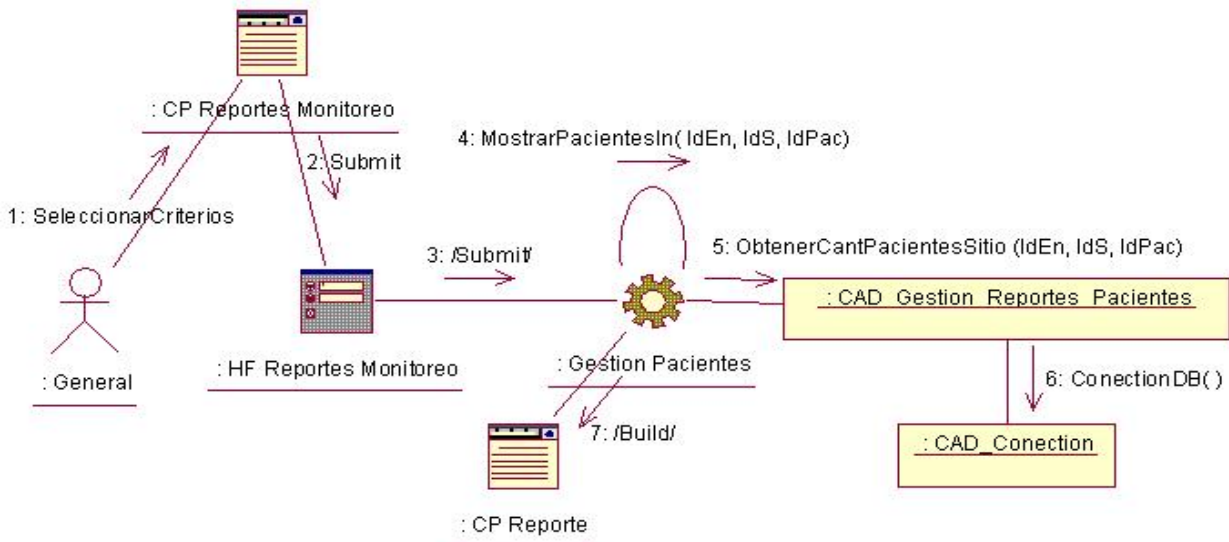 : CP Reportes Monitoreo
4: MostrarPacientesIn( IdEn, IdS, IdPac)
2: Submit
1: SeleccionarCriterios
3: /Submit/
5: ObtenerCantPacientesSitio (IdEn, IdS, IdPac)
: CAD_Gestion_Reportes_Pacientes
: General
: HF Reportes Monitoreo
: Gestion Pacientes
6: ConectionDB( )
7: /Build/
: CAD_Conection
: CP Reporte